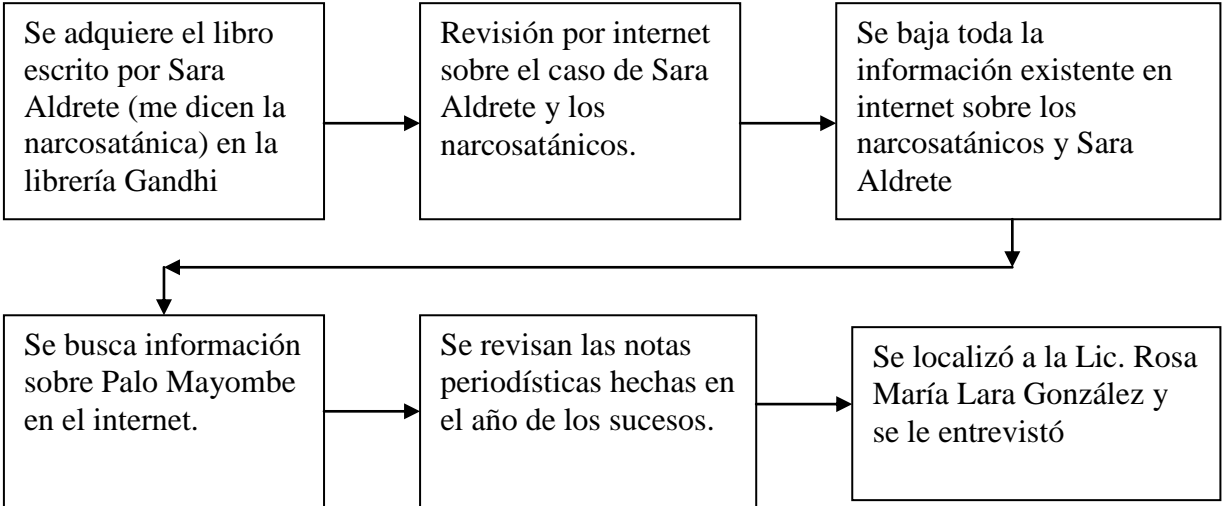 Se adquiere el libro
escrito por Sara
Aldrete (me dicen la
narcosatánica) en la
librería Gandhi
Revisión por internet
sobre el caso de Sara
Aldrete y los
narcosatánicos.
Se baja toda la
información existente en
internet sobre los
narcosatánicos y Sara
Aldrete
Se busca información
sobre Palo Mayombe
en el internet.
Se revisan las notas
periodísticas hechas en
el año de los sucesos.
Se localizó a la Lic. Rosa
María Lara González y
se le entrevistó